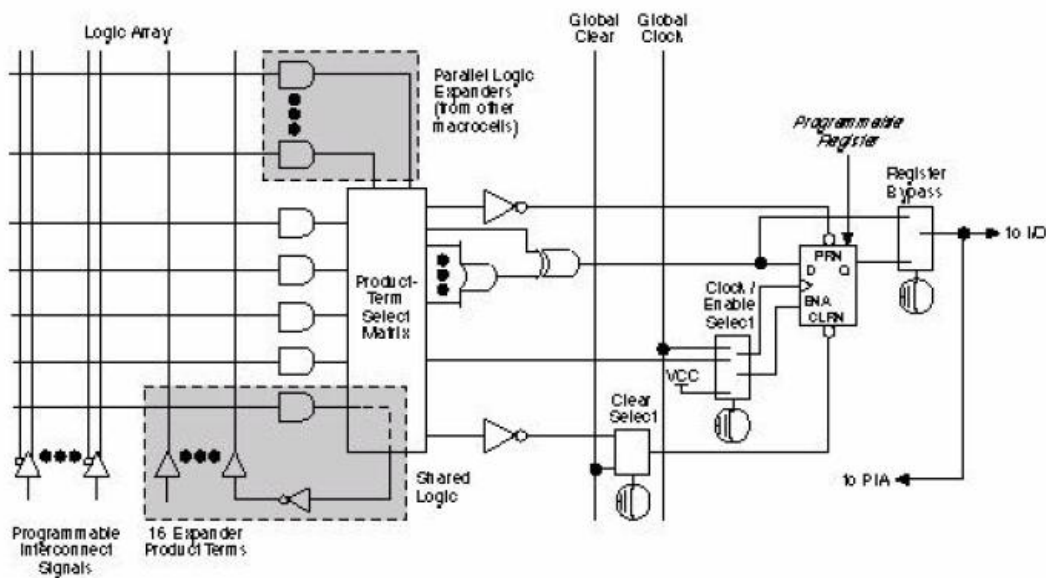 Logic Array
Global
Clear
Global
Clock
Parallel Logic
Expanders
(from other
macrocells)
Programmable
Register
Register
Bypass
to I/O
PRN
D Q
ENA
CLRN
Product-
Term
Select
Matrix
Clock /
Enable
Select
VCC
Clear
Select
Shared
Logic
to PIA
Programmable
Interconnect
Signals
16 Expander
Product Terms